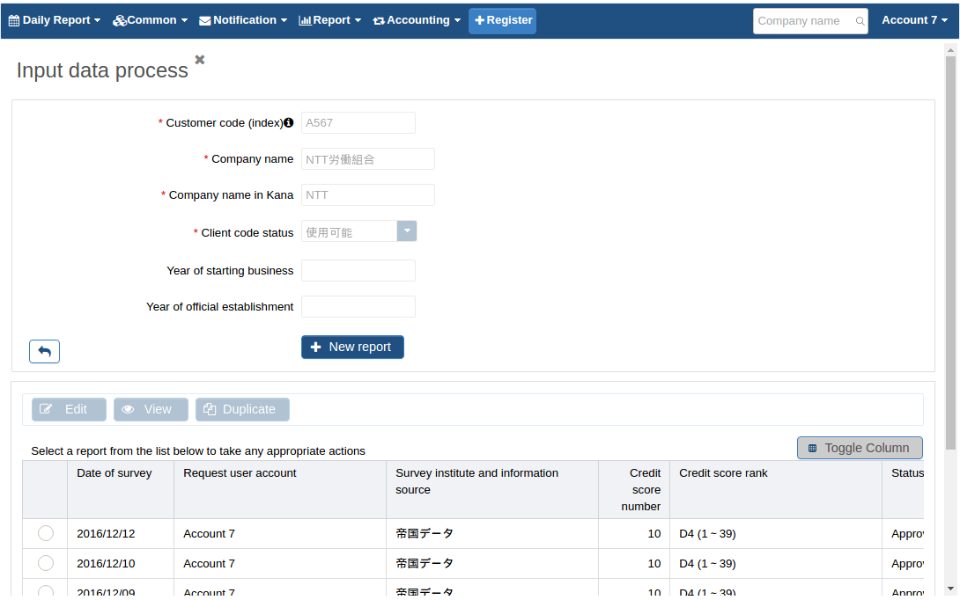 Daily Report Common Notification Report Accounting Register Company name Account 7
Input data process
* Customer code (index) A567
* Company name NTT労働組合
* Company name in Kana NTT
* Client code status 使用可能
Year of starting business
Year of official establishment
New report
Edit View Duplicate
Select a report from the list below to take any appropriate actions
Toggle Column
Date of survey Request user account Survey institute and information source Credit score number Credit score rank Status
2016/12/12 Account 7 帝国データ 10 D4 (1 ~ 39) Approv
2016/12/10 Account 7 帝国データ 10 D4 (1 ~ 39) Approv
2016/12/09 Account 7 帝国データ 10 D4 (1 ~ 39) Approv